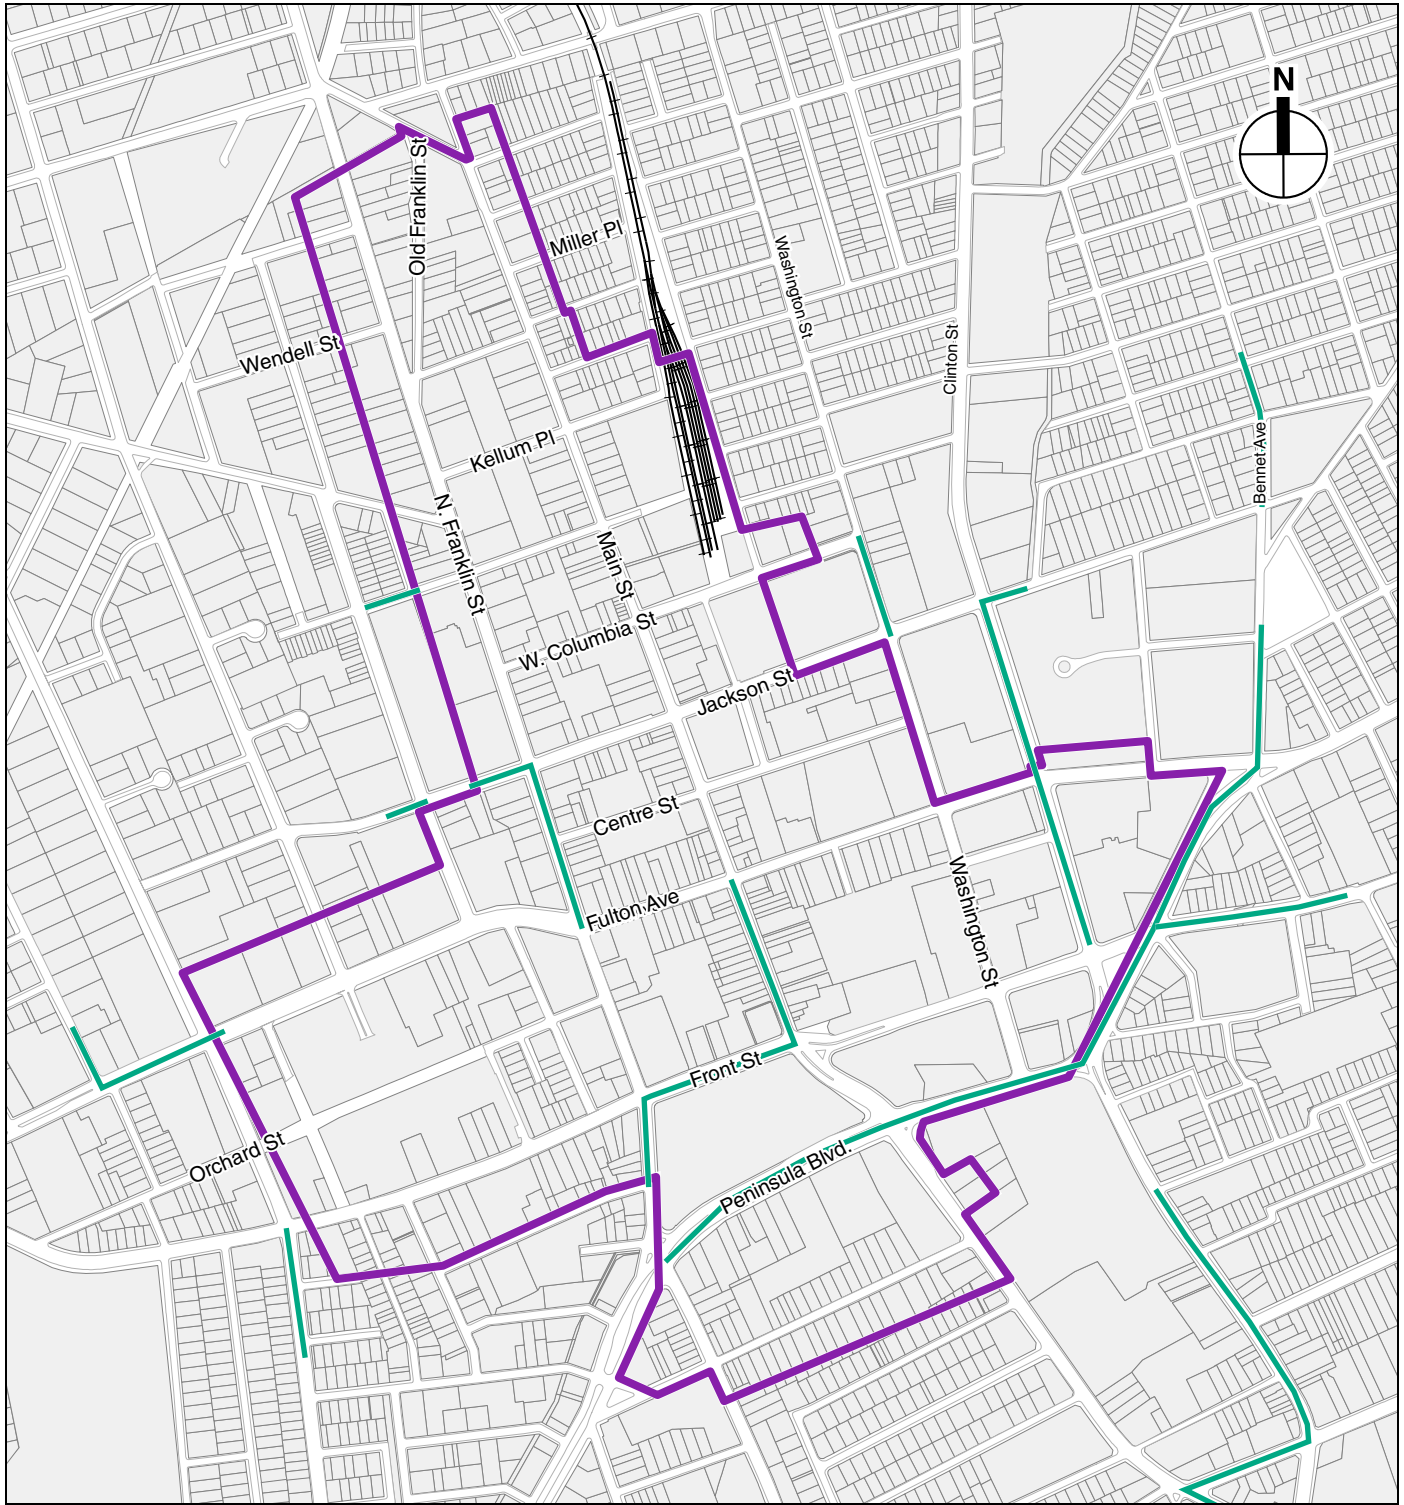 N
Old Franklin St
Miller Pl
Washington St
Wendell St
Clinton St
Bennet Ave
Kellum Pl
N. Franklin St
Main St
W. Columbia St
Jackson St
Centre St
Fulton Ave
Washington St
Front St
Orchard St
Peninsula Blvd.